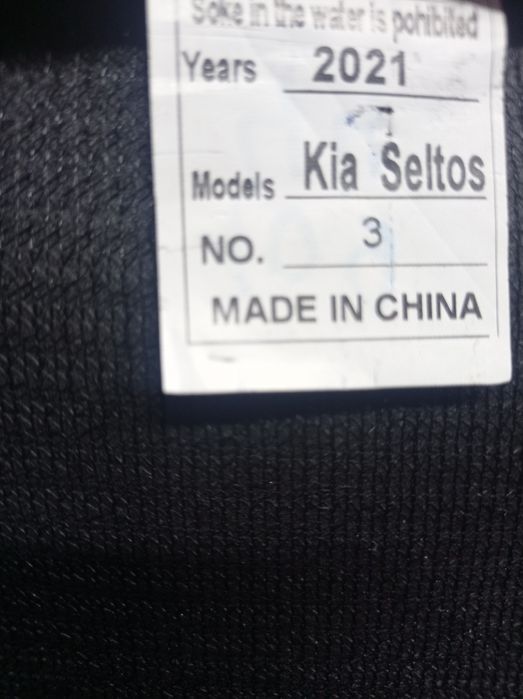 Soke in the water is pohibited
Years 2021
Models Kia Seltos
NO. 3
MADE IN CHINA